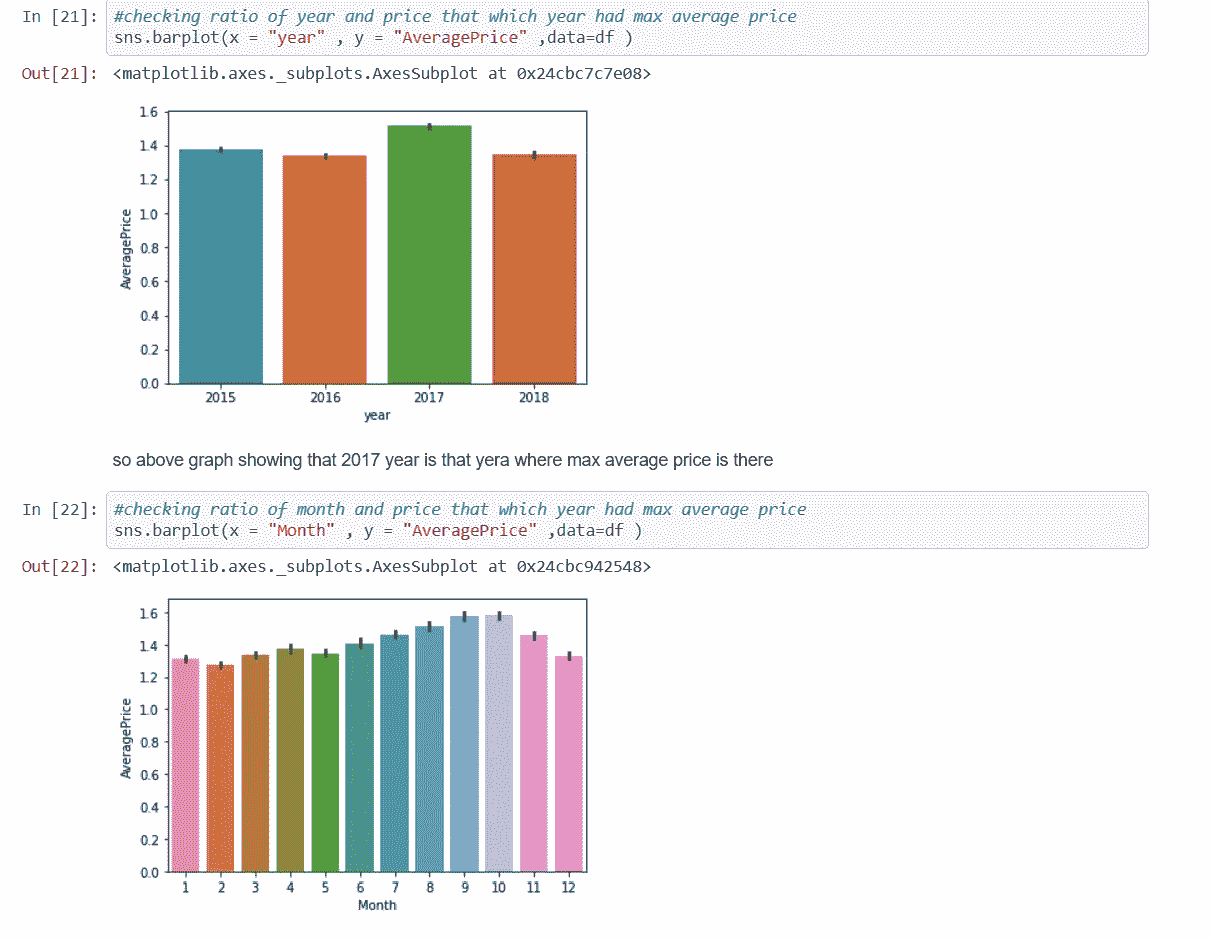 In [21]: #checking ratio of year and price that which year had max average price
sns.barplot(x = "year" , y = "AveragePrice" ,data=df )
Out[21]: <matplotlib.axes._subplots.AxesSubplot at 0x24cbc7c7e08>
1.6
1.4
1.2
1.0
0.8
0.6
0.4
0.2
0.0
AveragePrice
2015 2016 2017 2018
year
so above graph showing that 2017 year is that yera where max average price is there
In [22]: #checking ratio of month and price that which year had max average price
sns.barplot(x = "Month" , y = "AveragePrice" ,data=df )
Out[22]: <matplotlib.axes._subplots.AxesSubplot at 0x24cbc942548>
1.6
1.4
1.2
1.0
0.8
0.6
0.4
0.2
0.0
AveragePrice
1 2 3 4 5 6 7 8 9 10 11 12
Month